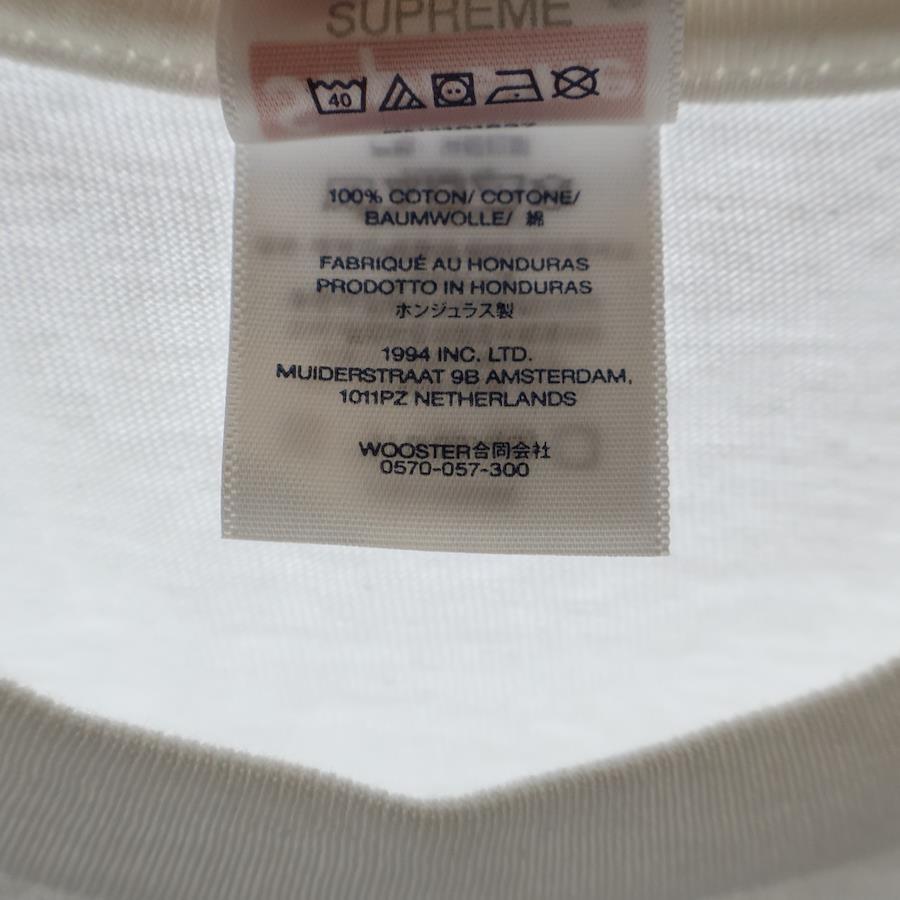 SUPREME
40
100% COTON/ COTONE/
BAUMWOLLE/ 綿
FABRIQUÉ AU HONDURAS
PRODOTTO IN HONDURAS
ホンジュラス製
1994 INC. LTD.
MUIDERSTRAAT 9B AMSTERDAM,
1011PZ NETHERLANDS
WOOSTER合同会社
0570-057-300